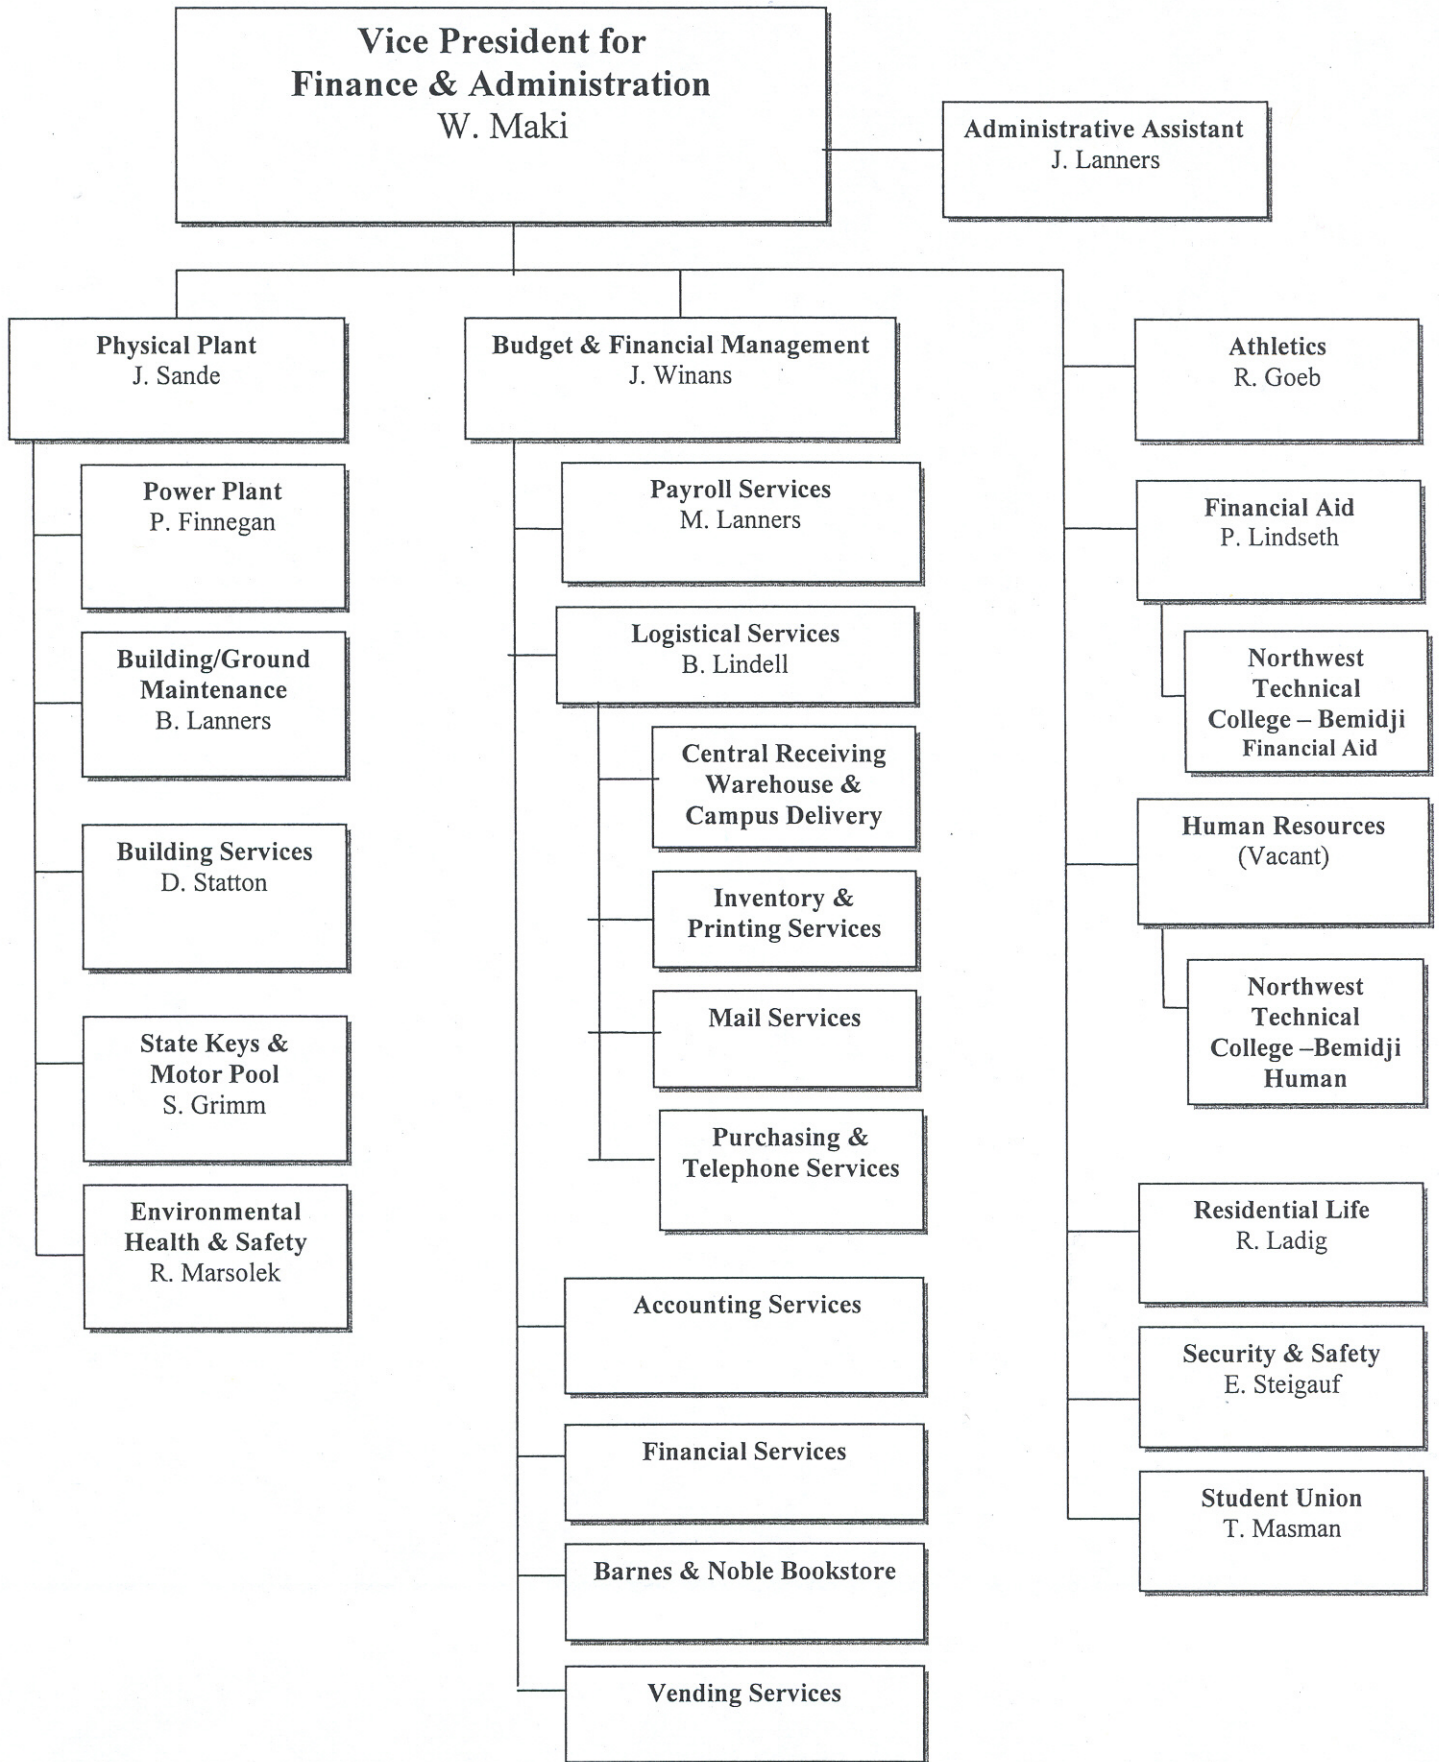 Vice President for
Finance & Administration
W. Maki
Administrative Assistant
J. Lanners
Physical Plant
J. Sande
Power Plant
P. Finnegan
Building/Ground
Maintenance
B. Lanners
Building Services
D. Statton
State Keys &
Motor Pool
S. Grimm
Environmental
Health & Safety
R. Marsolek
Budget & Financial Management
J. Winans
Payroll Services
M. Lanners
Logistical Services
B. Lindell
Central Receiving
Warehouse &
Campus Delivery
Inventory &
Printing Services
Mail Services
Purchasing &
Telephone Services
Accounting Services
Financial Services
Barnes & Noble Bookstore
Vending Services
Athletics
R. Goeb
Financial Aid
P. Lindseth
Northwest
Technical
College – Bemidji
Financial Aid
Human Resources
(Vacant)
Northwest
Technical
College –Bemidji
Human
Residential Life
R. Ladig
Security & Safety
E. Steigauf
Student Union
T. Masman